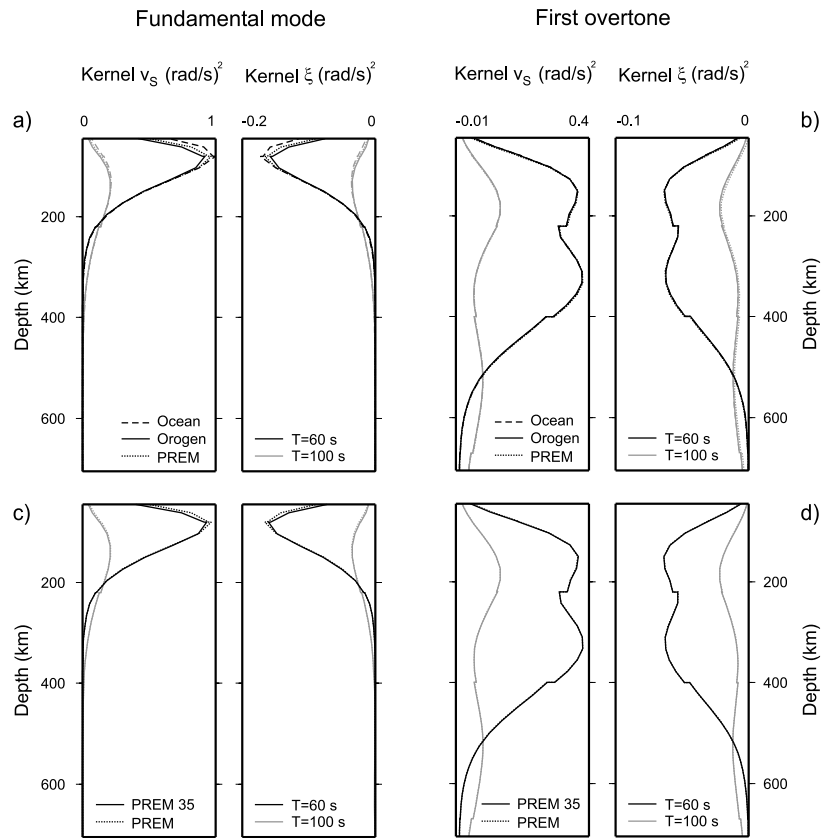 Fundamental mode
First overtone
Kernel v_S (rad/s)²
Kernel ξ (rad/s)²
Kernel v_S (rad/s)²
Kernel ξ (rad/s)²
a)
0 1
-0.2 0
-0.01 0.4
-0.1 0
b)
200
400
600
Depth (km)
Ocean
Orogen
PREM
T=60 s
T=100 s
Ocean
Orogen
PREM
T=60 s
T=100 s
200
400
600
Depth (km)
c)
200
400
600
Depth (km)
PREM 35
PREM
T=60 s
T=100 s
PREM 35
PREM
T=60 s
T=100 s
d)
200
400
600
Depth (km)